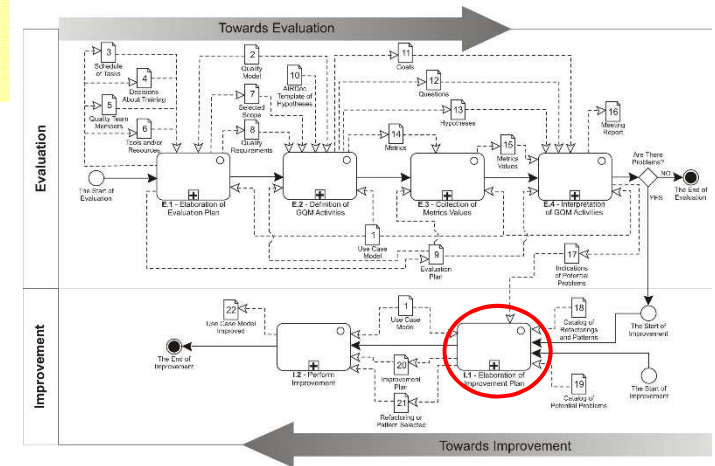 Towards Evaluation
Evaluation
3
Schedule
of Tasks
4
Decisions
About Training
5
Quality Team
Members
6
Tools and/or
Resources
2
Quality
Model
7
Selected
Scope
8
Quality
Requirements
10
AIRDoc
Template of
Hypotheses
11
Goals
12
Questions
13
Hypotheses
14
Metrics
15
Metrics
Values
16
Meeting
Report
Are There
Problems?
NO
YES
The Start of
Evaluation
E.1 - Elaboration of
Evaluation Plan
E.2 - Definition of
GQM Activities
E.3 - Collection of
Metrics Values
E.4 - Interpretation
of GQM Activities
The End of
Evaluation
1
Use Case
Model
9
Evaluation
Plan
17
Indications
of Potential
Problems
Improvement
22
Use Case Model
Improved
1
Use Case
Model
18
Catalog of
Refactorings
and Patterns
The Start of
Improvement
The End of
Improvement
I.2 - Perform
Improvement
20
Improvement
Plan
21
Refactoring or
Pattern Selected
I.1 - Elaboration of
Improvement Plan
19
Catalog of
Potential Problems
The Start of
Improvement
Towards Improvement